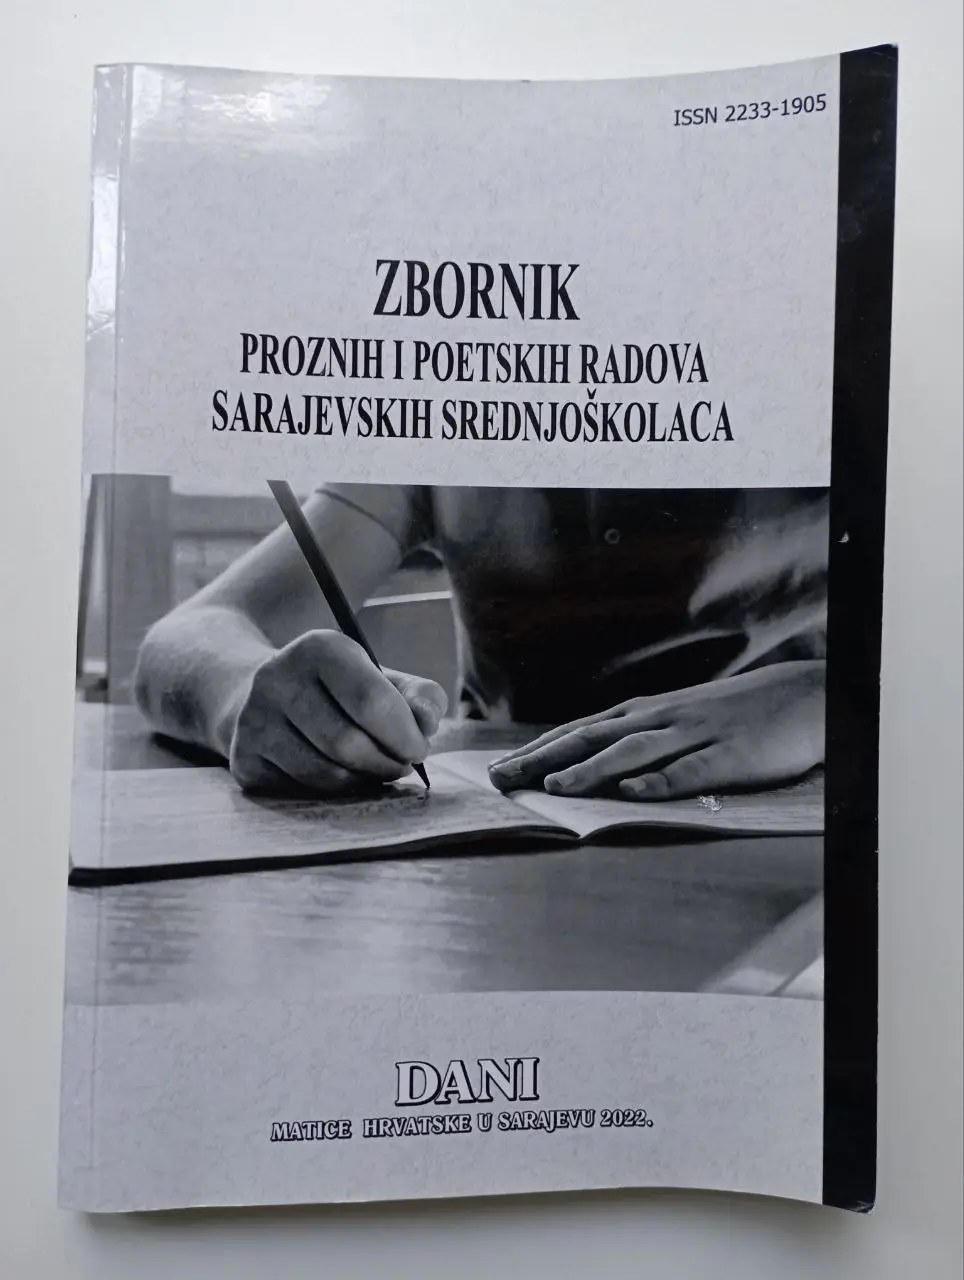 ISSN 2233-1905
ZBORNIK
PROZNIH I POETSKIH RADOVA
SARAJEVSKIH SREDNJOŠKOLACA
DANI
MATICE HRVATSKE U SARAJEVU 2022.